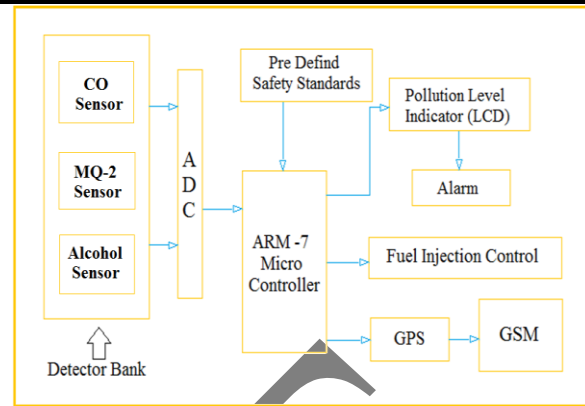 CO
Sensor
MQ-2
Sensor
Alcohol
Sensor
Detector Bank
A
D
C
Pre Defind
Safety Standards
ARM -7
Micro
Controller
Pollution Level
Indicator (LCD)
Alarm
Fuel Injection Control
GPS
GSM